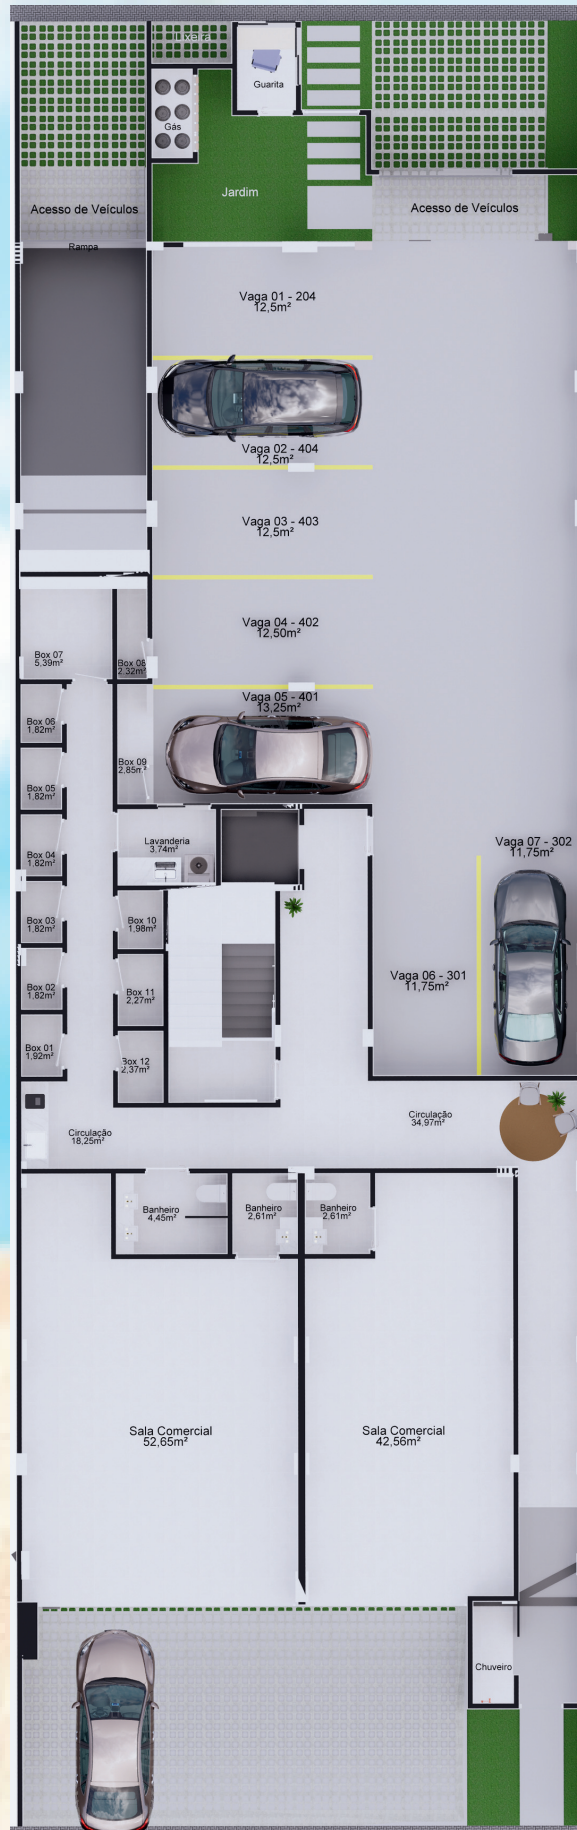 Lixeira
Guarita
Gás
Jardim
Acesso de Veículos
Acesso de Veículos
Rampa
Vaga 01 - 204
12,5m²
Vaga 02 - 404
12,5m²
Vaga 03 - 403
12,5m²
Vaga 04 - 402
12,50m²
Box 07
5,39m²
Box 08
2,32m²
Vaga 05 - 401
13,25m²
Box 06
1,82m²
Box 09
2,85m²
Box 05
1,82m²
Lavanderia
3.74m²
Vaga 07 - 302
11,75m²
Box 04
1,82m²
Box 03
1,82m²
Box 10
1,98m²
Vaga 06 - 301
11,75m²
Box 02
1,82m²
Box 11
2,27m²
Box 01
1,92m²
Box 12
2,37m²
Circulação
18,25m²
Circulação
34,97m²
Banheiro
4,45m²
Banheiro
2,61m²
Banheiro
2,61m²
Sala Comercial
52,65m²
Sala Comercial
42,56m²
Chuveiro